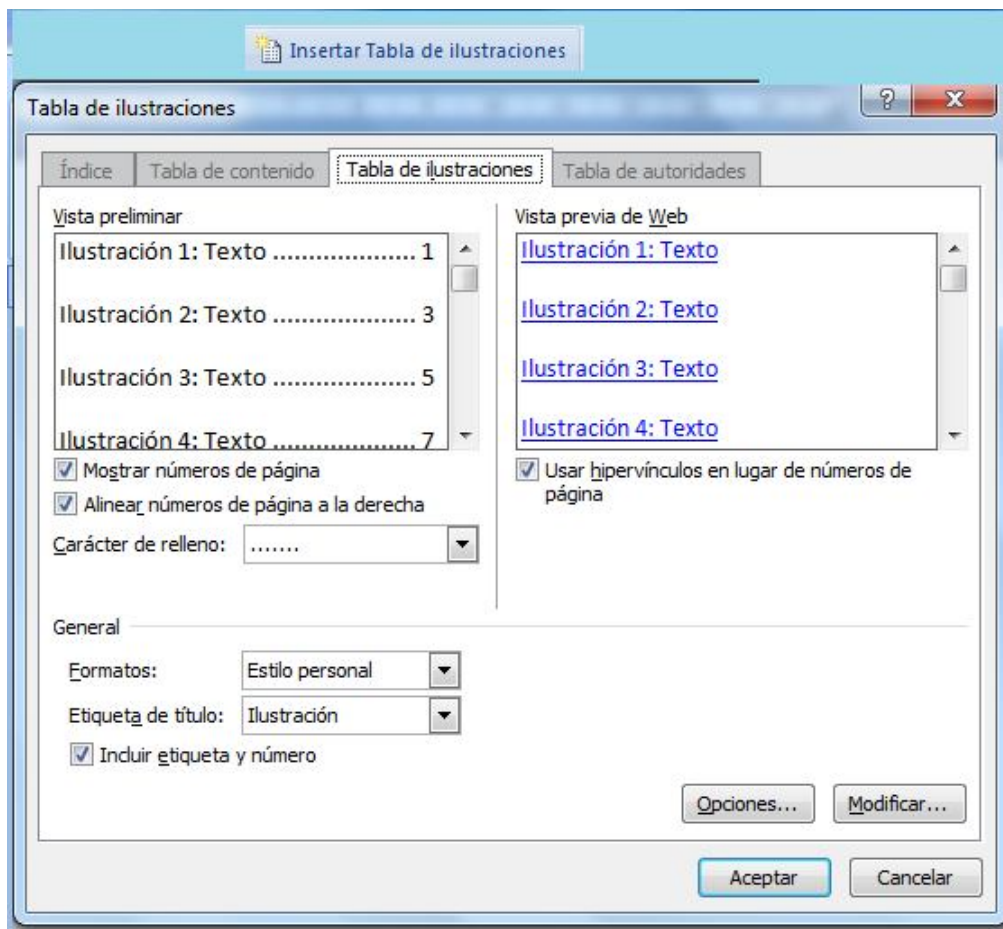 Insertar Tabla de ilustraciones
Tabla de ilustraciones
?
X
Índice Tabla de contenido Tabla de ilustraciones Tabla de autoridades
Vista preliminar
Ilustración 1: Texto ....................... 1
Ilustración 2: Texto ....................... 3
Ilustración 3: Texto ....................... 5
Ilustración 4: Texto ....................... 7
Mostrar números de página
Alinear números de página a la derecha
Carácter de relleno: .......
Vista previa de Web
Ilustración 1: Texto
Ilustración 2: Texto
Ilustración 3: Texto
Ilustración 4: Texto
Usar hipervínculos en lugar de números de
página
General
Formatos: Estilo personal
Etiqueta de título: Ilustración
Incluir etiqueta y número
Opciones... Modificar...
Aceptar Cancelar